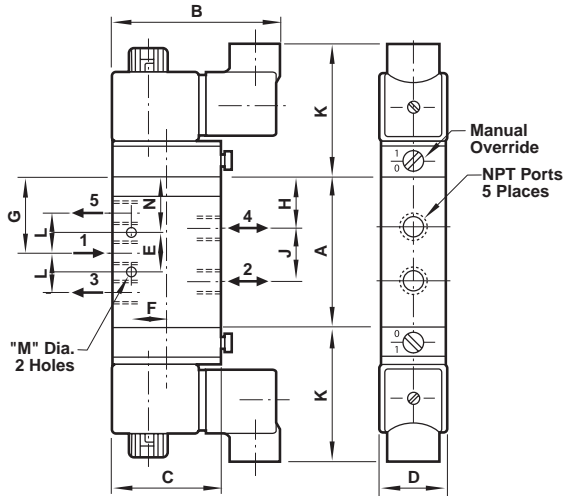 B
K
Manual
Override
1
0
NPT Ports
5 Places
G
N
H
5
4
L
1
E
J
A
L
3
2
F
"M" Dia.
2 Holes
0
1
K
C
D